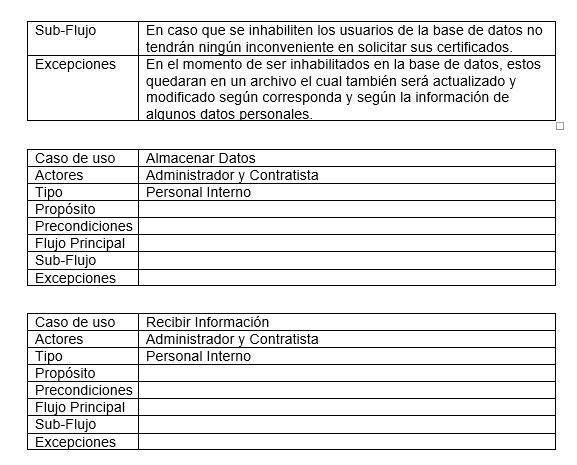 Sub-Flujo En caso que se inhabiliten los usuarios de la base de datos no
tendrán ningún inconveniente en solicitar sus certificados.
Excepciones En el momento de ser inhabilitados en la base de datos, estos
quedaran en un archivo el cual también será actualizado y
modificado según corresponda y según la información de
algunos datos personales.
Caso de uso Almacenar Datos
Actores Administrador y Contratista
Tipo Personal Interno
Propósito
Precondiciones
Flujo Principal
Sub-Flujo
Excepciones
Caso de uso Recibir Información
Actores Administrador y Contratista
Tipo Personal Interno
Propósito
Precondiciones
Flujo Principal
Sub-Flujo
Excepciones